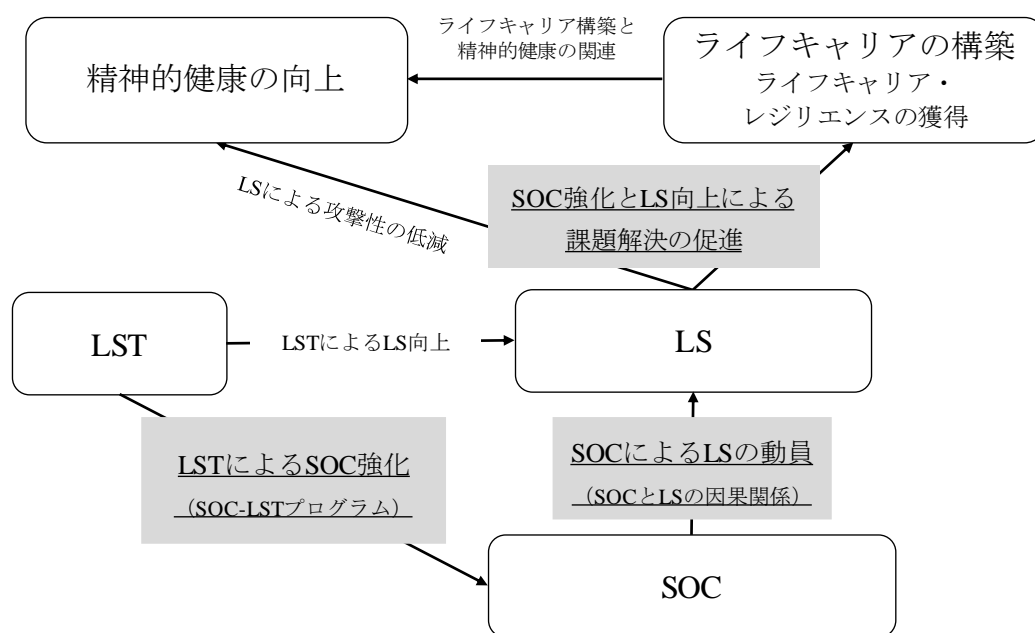 ライフキャリア構築と
精神的健康の関連
精神的健康の向上
ライフキャリアの構築
ライフキャリア・
レジリエンスの獲得
LSによる攻撃性の低減
SOC強化とLS向上による
課題解決の促進
LST
LSTによるLS向上
LS
LSTによるSOC強化
（SOC-LSTプログラム）
SOCによるLSの動員
（SOCとLSの因果関係）
SOC